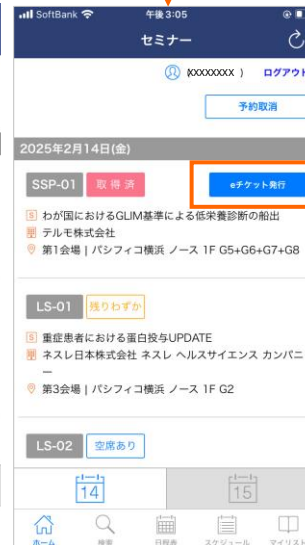 SoftBank 午後3:05
セミナー
(XXXXXXXX ) ログアウト
予約取消
2025年2月14日(金)
SSP-01 取得済 eチケット発行
S わが国におけるGLIM基準による低栄養診断の船出
テルモ株式会社
第1会場 | パシフィコ横浜 ノース 1F G5+G6+G7+G8
LS-01 残りわずか
S 重症患者における蛋白投与UPDATE
ネスレ日本株式会社 ネスレ ヘルスサイエンス カンパニ
ー
第3会場 | パシフィコ横浜 ノース 1F G2
LS-02 空席あり
14 15
ホーム 検索 日程表 スケジュール マイリスト